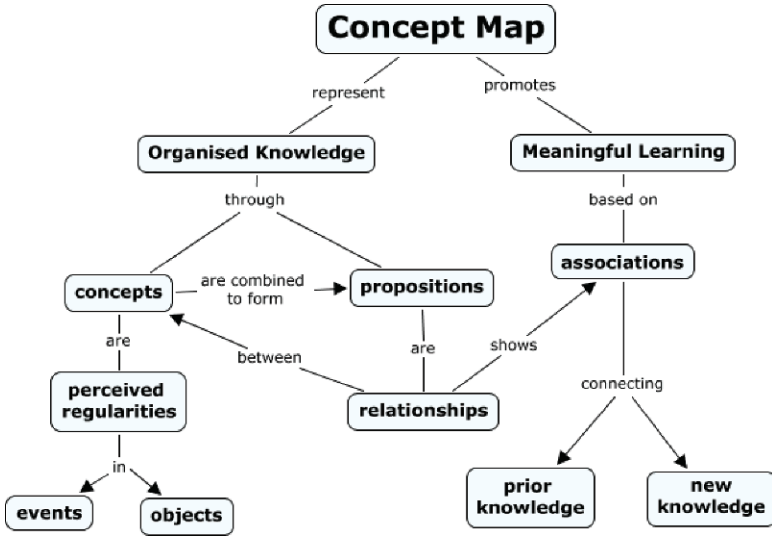 Concept Map
represent
promotes
Organised Knowledge
Meaningful Learning
through
based on
concepts
are combined
to form
propositions
associations
are
between
are
shows
perceived
regularities
relationships
connecting
in
events
objects
prior
knowledge
new
knowledge